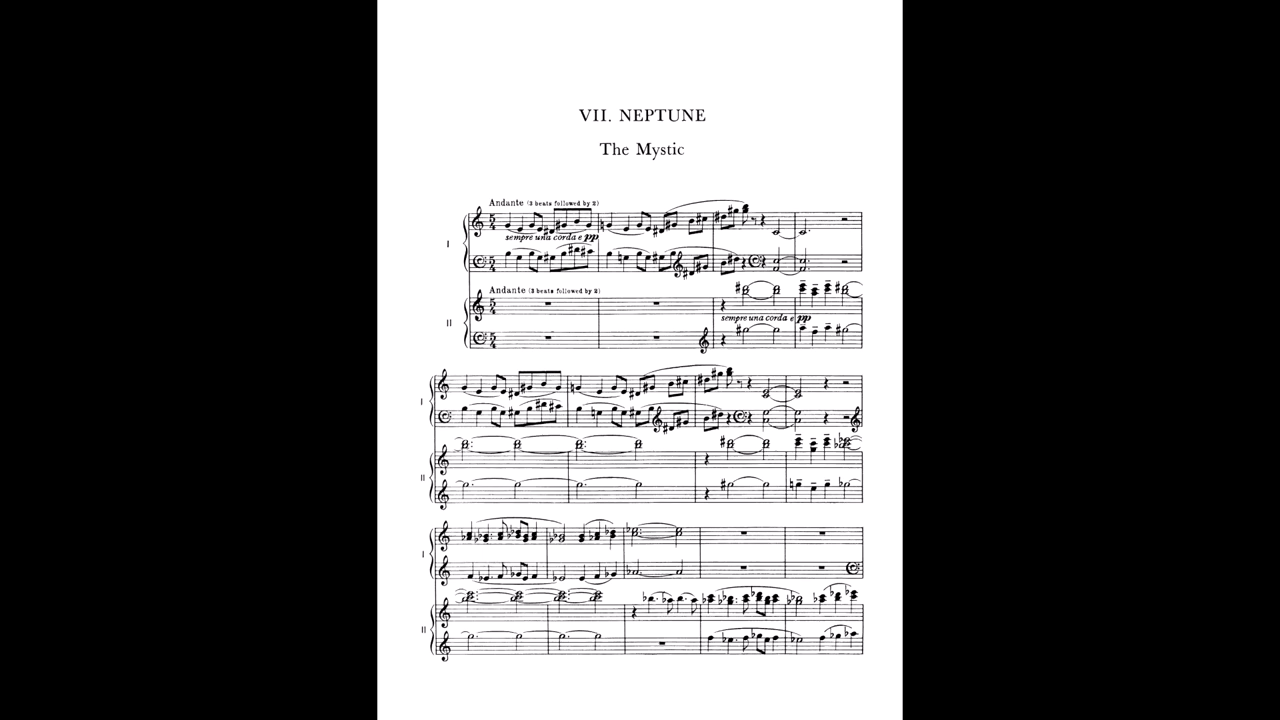 VII. NEPTUNE
The Mystic
Andante (3 beats followed by 2)
sempre una corda e pp
I
Andante (3 beats followed by 2)
sempre una corda e pp
II
I
II
I
II